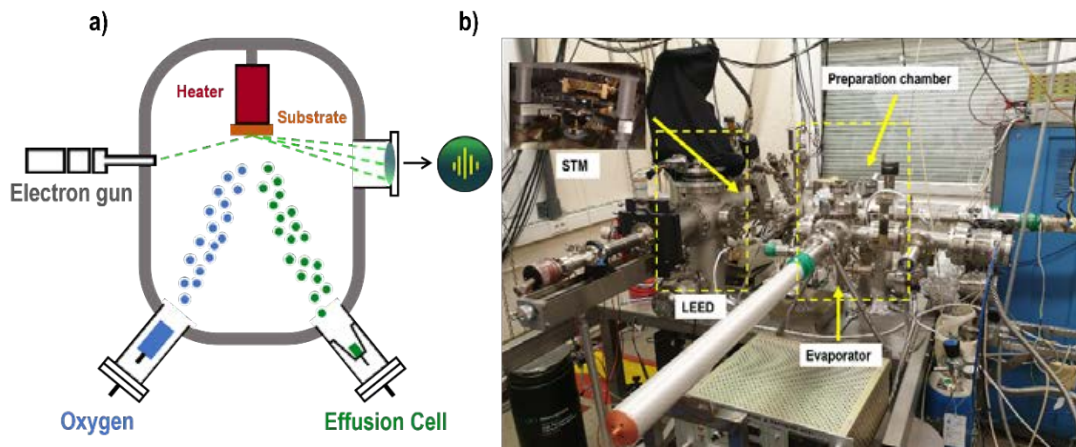 a)
Heater
Substrate
Electron gun
Oxygen
Effusion Cell
b)
Preparation chamber
STM
LEED
Evaporator